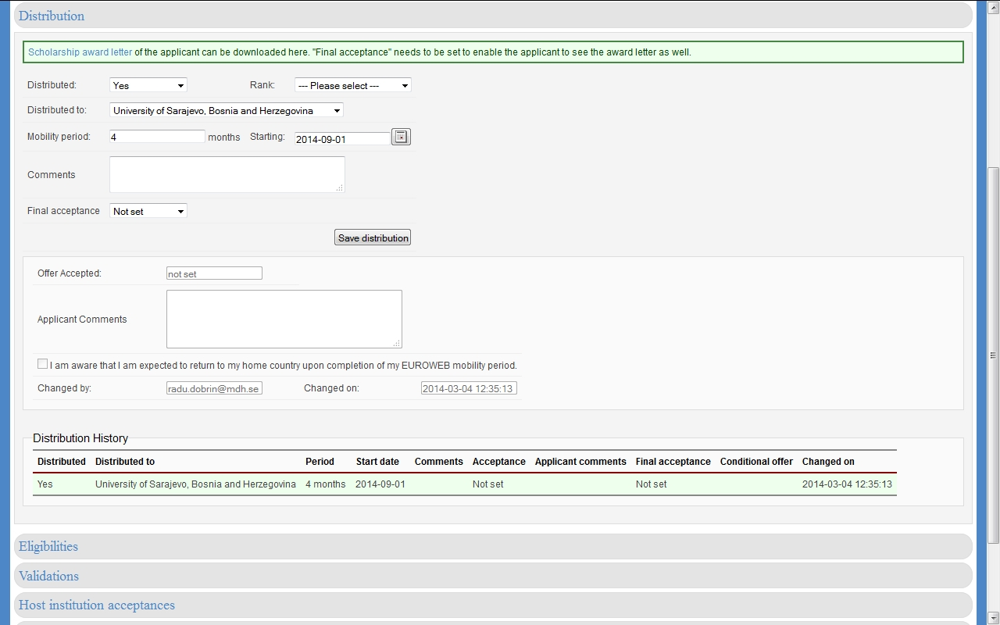 Distribution
Scholarship award letter of the applicant can be downloaded here. "Final acceptance" needs to be set to enable the applicant to see the award letter as well.
Distributed: Yes Rank: --- Please select ---
Distributed to: University of Sarajevo, Bosnia and Herzegovina
Mobility period: 4 months Starting: 2014-09-01
Comments
Final acceptance Not set
Save distribution
Offer Accepted: not set
Applicant Comments
I am aware that I am expected to return to my home country upon completion of my EUROWEB mobility period.
Changed by: radu.dobrin@mdh.se Changed on: 2014-03-04 12:35:13
Distribution History
Distributed Distributed to Period Start date Comments Acceptance Applicant comments Final acceptance Conditional offer Changed on
Yes University of Sarajevo, Bosnia and Herzegovina 4 months 2014-09-01 Not set Not set 2014-03-04 12:35:13
Eligibilities
Validations
Host institution acceptances